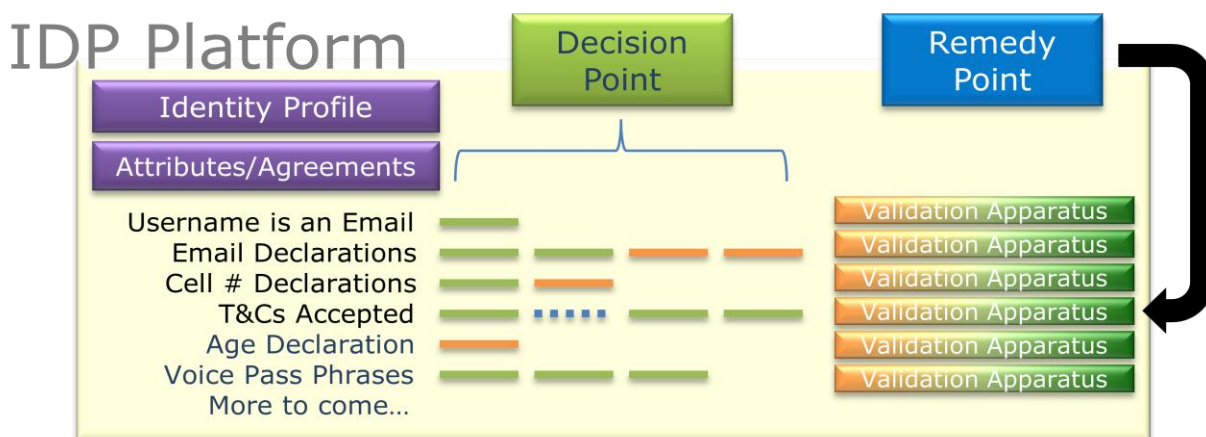 IDP Platform
Decision
Point
Remedy
Point
Identity Profile
Attributes/Agreements
Username is an Email
Email Declarations
Cell # Declarations
T&Cs Accepted
Age Declaration
Voice Pass Phrases
More to come…
Validation Apparatus
Validation Apparatus
Validation Apparatus
Validation Apparatus
Validation Apparatus
Validation Apparatus